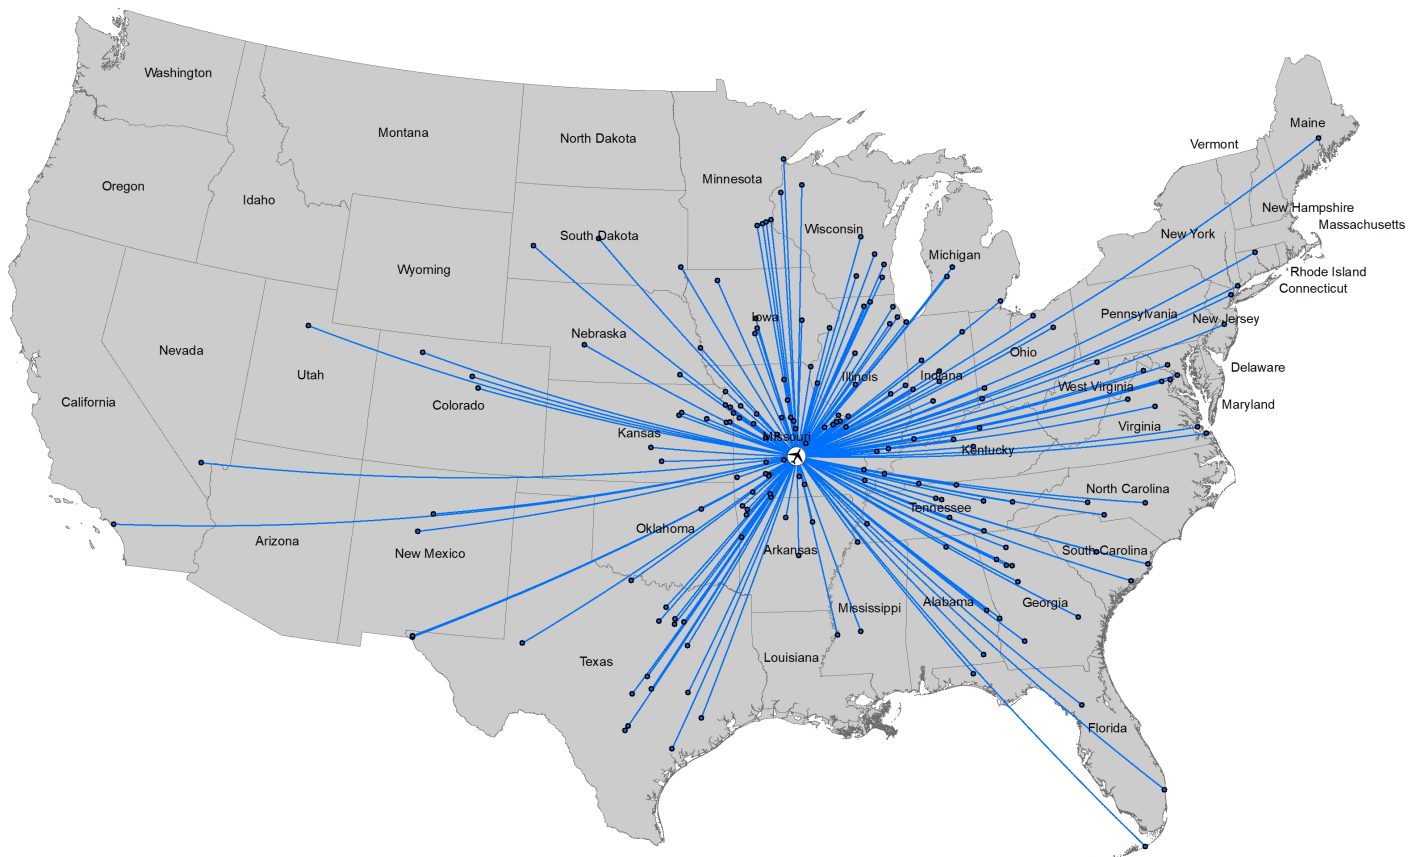 Washington
Montana
North Dakota
Minnesota
Maine
Vermont
Oregon
Idaho
South Dakota
Wisconsin
Michigan
New York
New Hampshire
Massachusetts
Wyoming
Rhode Island
Connecticut
Nebraska
Iowa
Pennsylvania
New Jersey
Nevada
Utah
Illinois
Indiana
Ohio
Delaware
California
Colorado
West Virginia
Maryland
Kansas
Missouri
Kentucky
Virginia
Arizona
New Mexico
Oklahoma
Arkansas
Tennessee
North Carolina
South Carolina
Texas
Louisiana
Mississippi
Alabama
Georgia
Florida